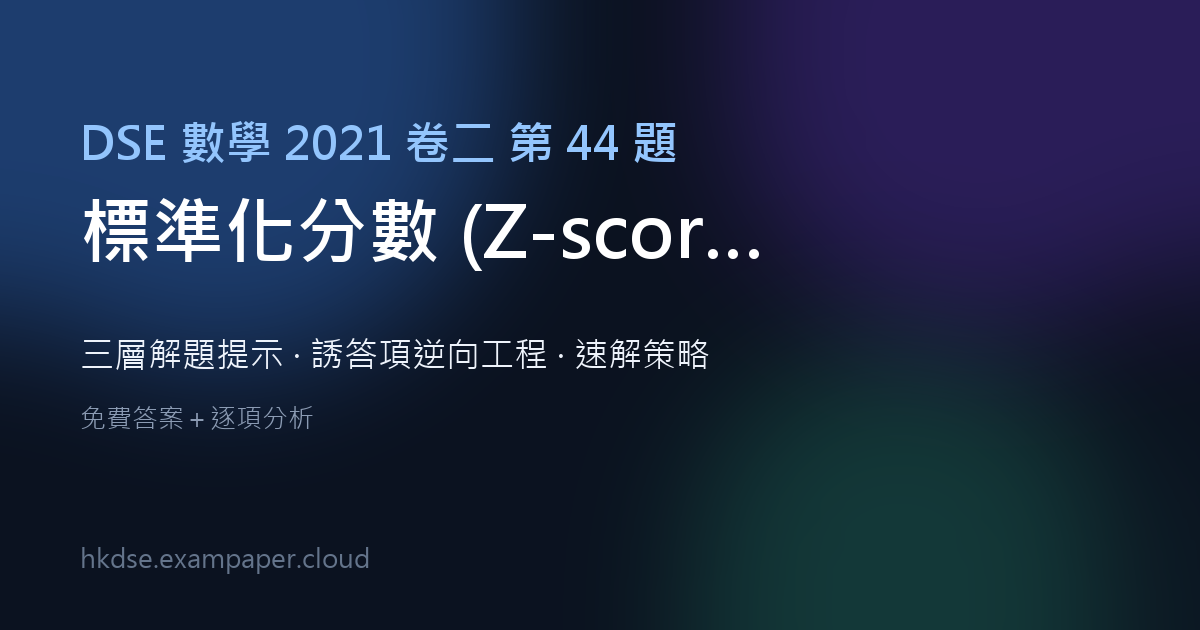 DSE 數學 2021 卷二 第 44 題
標準化分數 (Z-scor...
三層解題提示 · 誘答項逆向工程 · 速解策略
免費答案 + 逐項分析
hkdse.exampaper.cloud